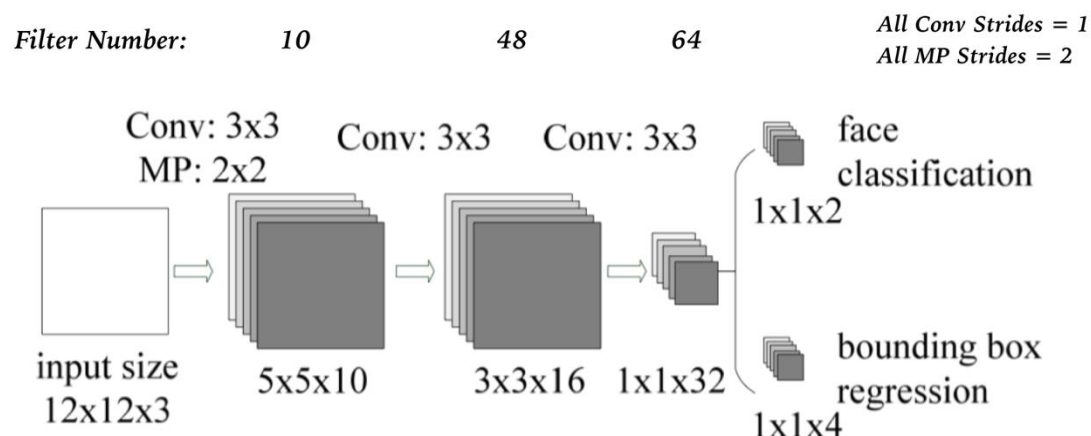 Filter Number: 10 48 64
All Conv Strides = 1
All MP Strides = 2
Conv: 3x3
MP: 2x2
Conv: 3x3
Conv: 3x3
face
classification
1x1x2
input size
12x12x3
5x5x10
3x3x16
1x1x32
bounding box
regression
1x1x4